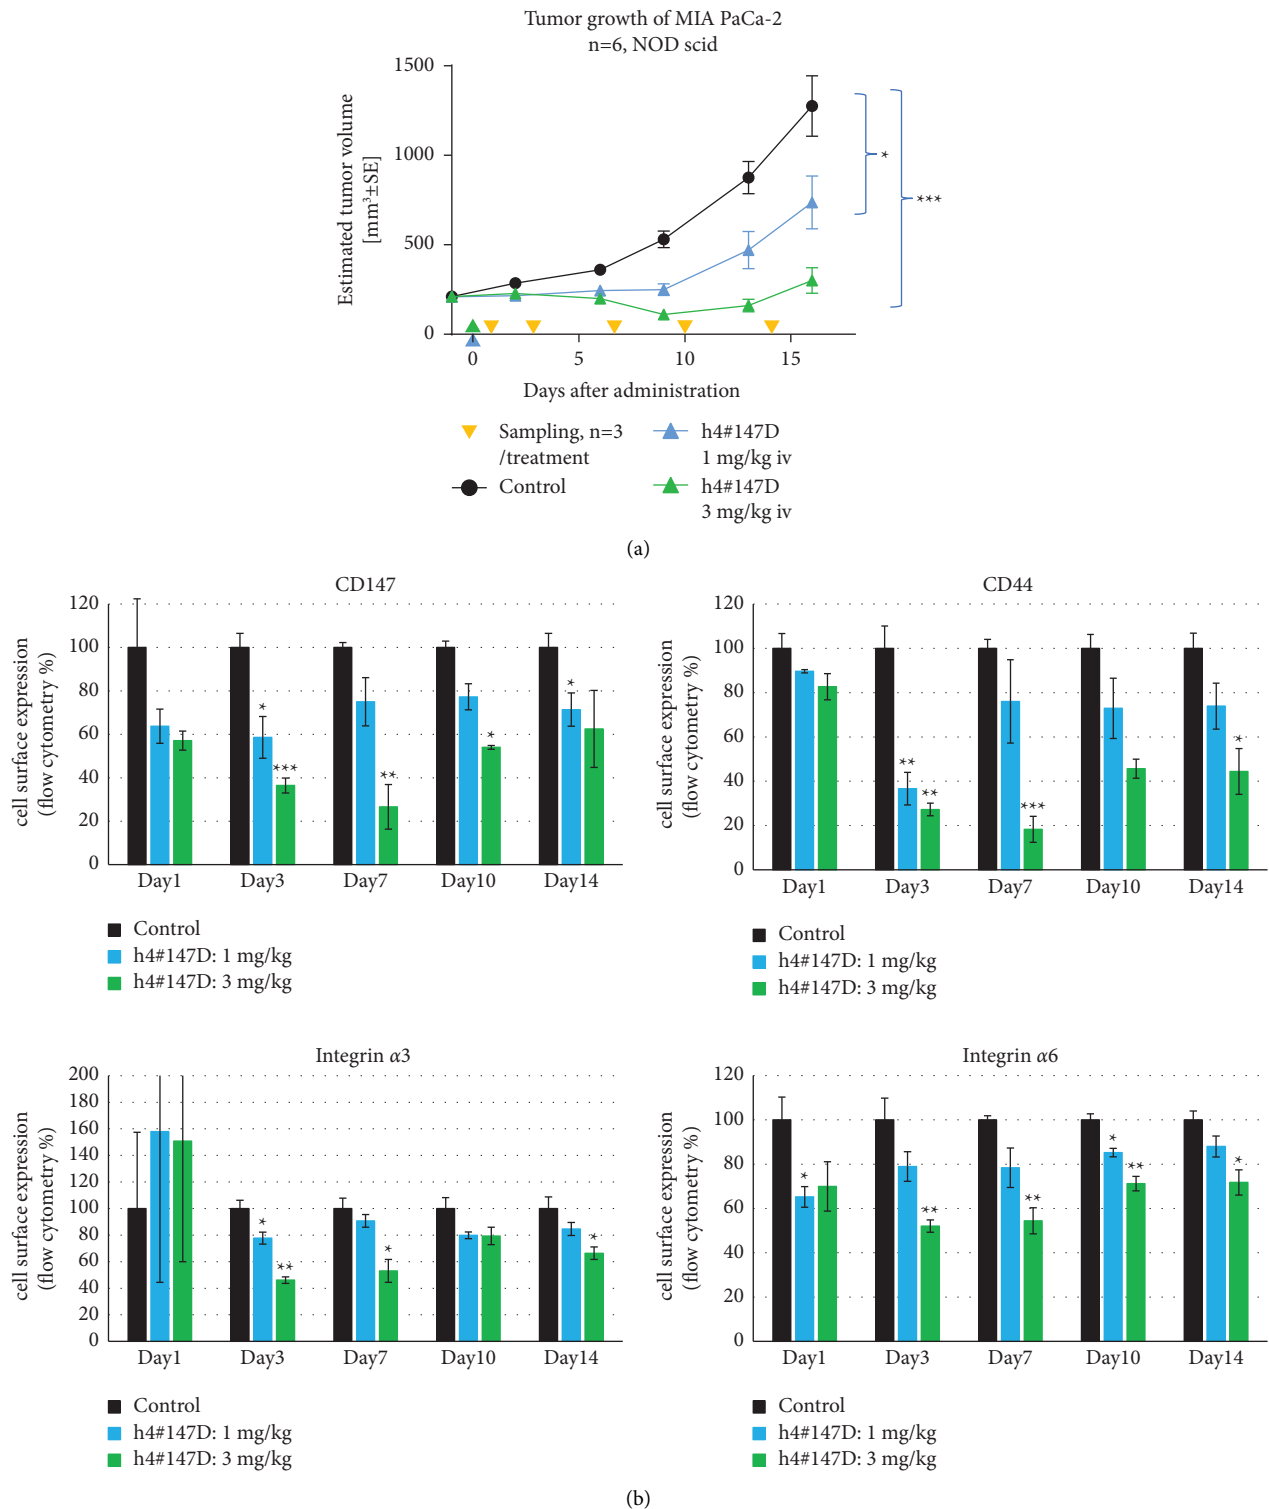 Tumor growth of MIA PaCa-2
n=6, NOD scid
Estimated tumor volume
[mm³±SE]
1500
1000
500
0
0 5 10 15
Days after administration
*
***
Sampling, n=3
/treatment
Control
h4#147D
1 mg/kg iv
h4#147D
3 mg/kg iv
(a)
CD147
cell surface expression
(flow cytometry %)
120
100
80
60
40
20
0
* *** ** * *
Day1 Day3 Day7 Day10 Day14
Control
h4#147D: 1 mg/kg
h4#147D: 3 mg/kg
CD44
cell surface expression
(flow cytometry %)
120
100
80
60
40
20
0
** ** *** *
Day1 Day3 Day7 Day10 Day14
Control
h4#147D: 1 mg/kg
h4#147D: 3 mg/kg
Integrin α3
cell surface expression
(flow cytometry %)
200
180
160
140
120
100
80
60
40
20
0
* ** * *
Day1 Day3 Day7 Day10 Day14
Control
h4#147D: 1 mg/kg
h4#147D: 3 mg/kg
Integrin α6
cell surface expression
(flow cytometry %)
120
100
80
60
40
20
0
* ** ** * ** *
Day1 Day3 Day7 Day10 Day14
Control
h4#147D: 1 mg/kg
h4#147D: 3 mg/kg
(b)